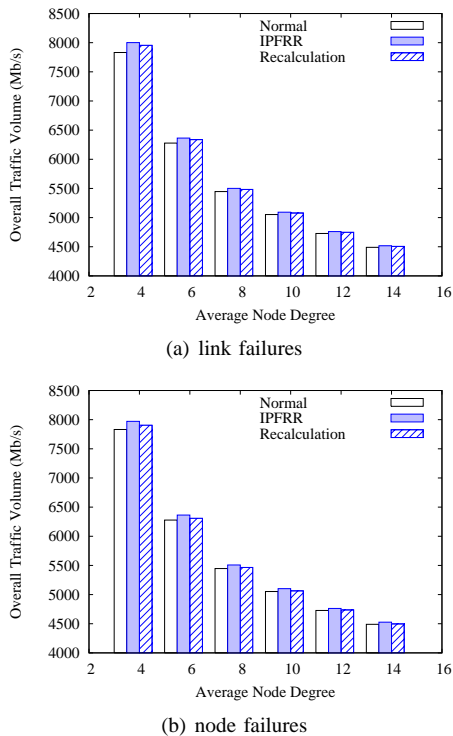 8500
8000
7500
7000
6500
6000
5500
5000
4500
4000
Overall Traffic Volume (Mb/s)
Normal
IPFRR
Recalculation
2 4 6 8 10 12 14 16
Average Node Degree
(a) link failures
8500
8000
7500
7000
6500
6000
5500
5000
4500
4000
Overall Traffic Volume (Mb/s)
Normal
IPFRR
Recalculation
2 4 6 8 10 12 14 16
Average Node Degree
(b) node failures